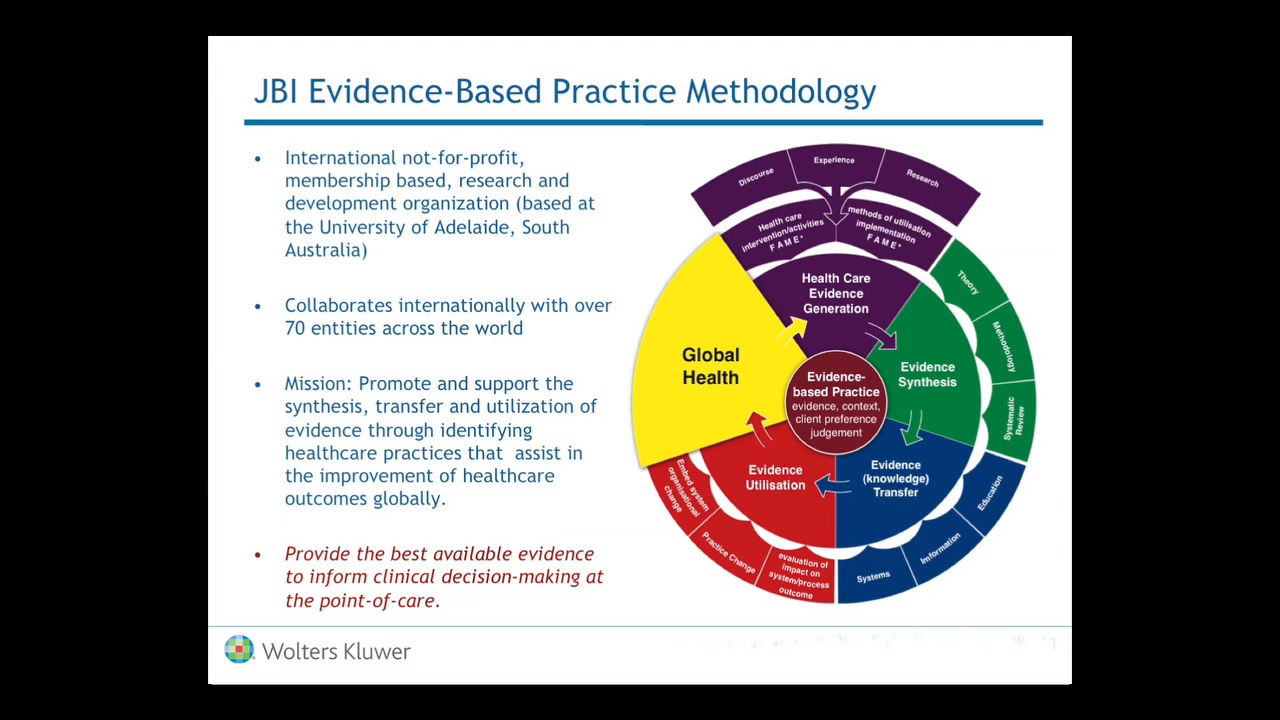 JBI Evidence-Based Practice Methodology
• International not-for-profit,
membership based, research and
development organization (based at
the University of Adelaide, South
Australia)
• Collaborates internationally with over
70 entities across the world
• Mission: Promote and support the
synthesis, transfer and utilization of
evidence through identifying
healthcare practices that assist in
the improvement of healthcare
outcomes globally.
• Provide the best available evidence
to inform clinical decision-making at
the point-of-care.
Discourse
Experience
Research
Health care
intervention/activities
F A M E*
methods of utilisation
implementation
F A M E*
Health Care
Evidence
Generation
Theory
Methodology
Systematic
Review
Evidence
Synthesis
Global
Health
Evidence-
based Practice
evidence, context,
client preference
judgement
Evidence
Utilisation
Evidence
(knowledge)
Transfer
Education
Information
Systems
Embed system
organisational
change
Practice Change
evaluation of
impact on
system/process
outcome
Wolters Kluwer